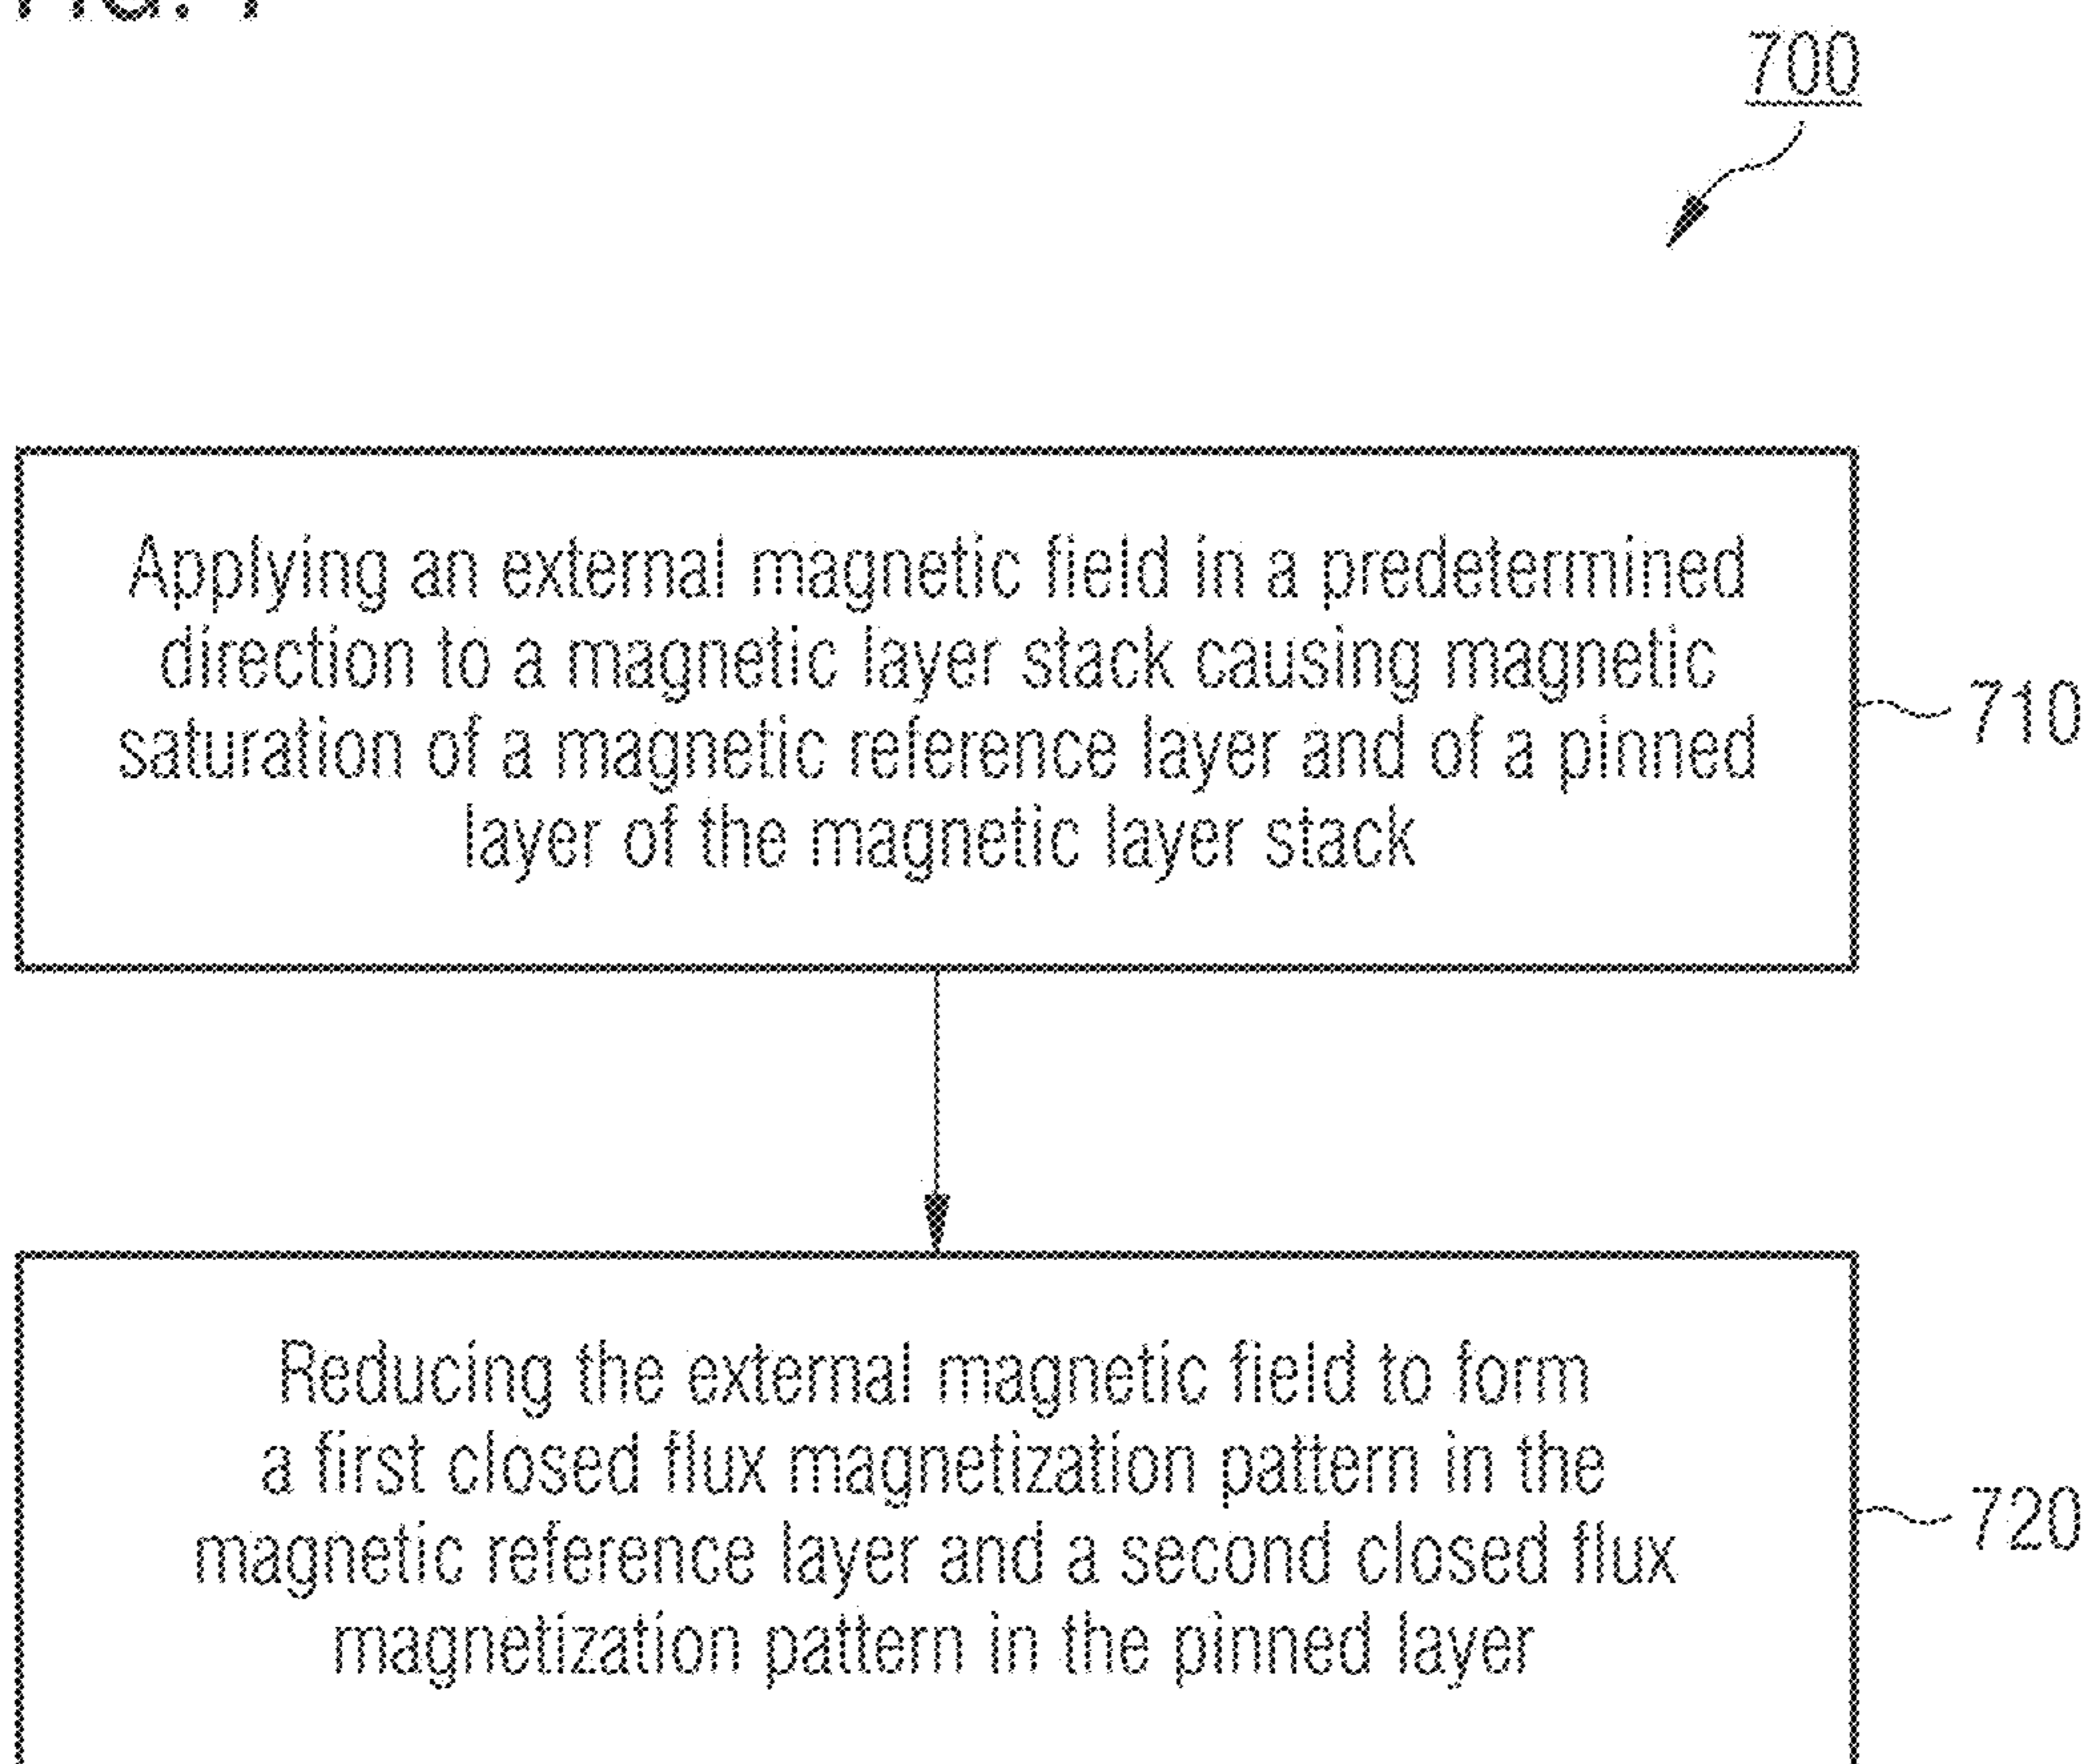 700
Applying an external magnetic field in a predetermined
direction to a magnetic layer stack causing magnetic
saturation of a magnetic reference layer and of a pinned
layer of the magnetic layer stack
710
Reducing the external magnetic field to form
a first closed flux magnetization pattern in the
magnetic reference layer and a second closed flux
magnetization pattern in the pinned layer
720